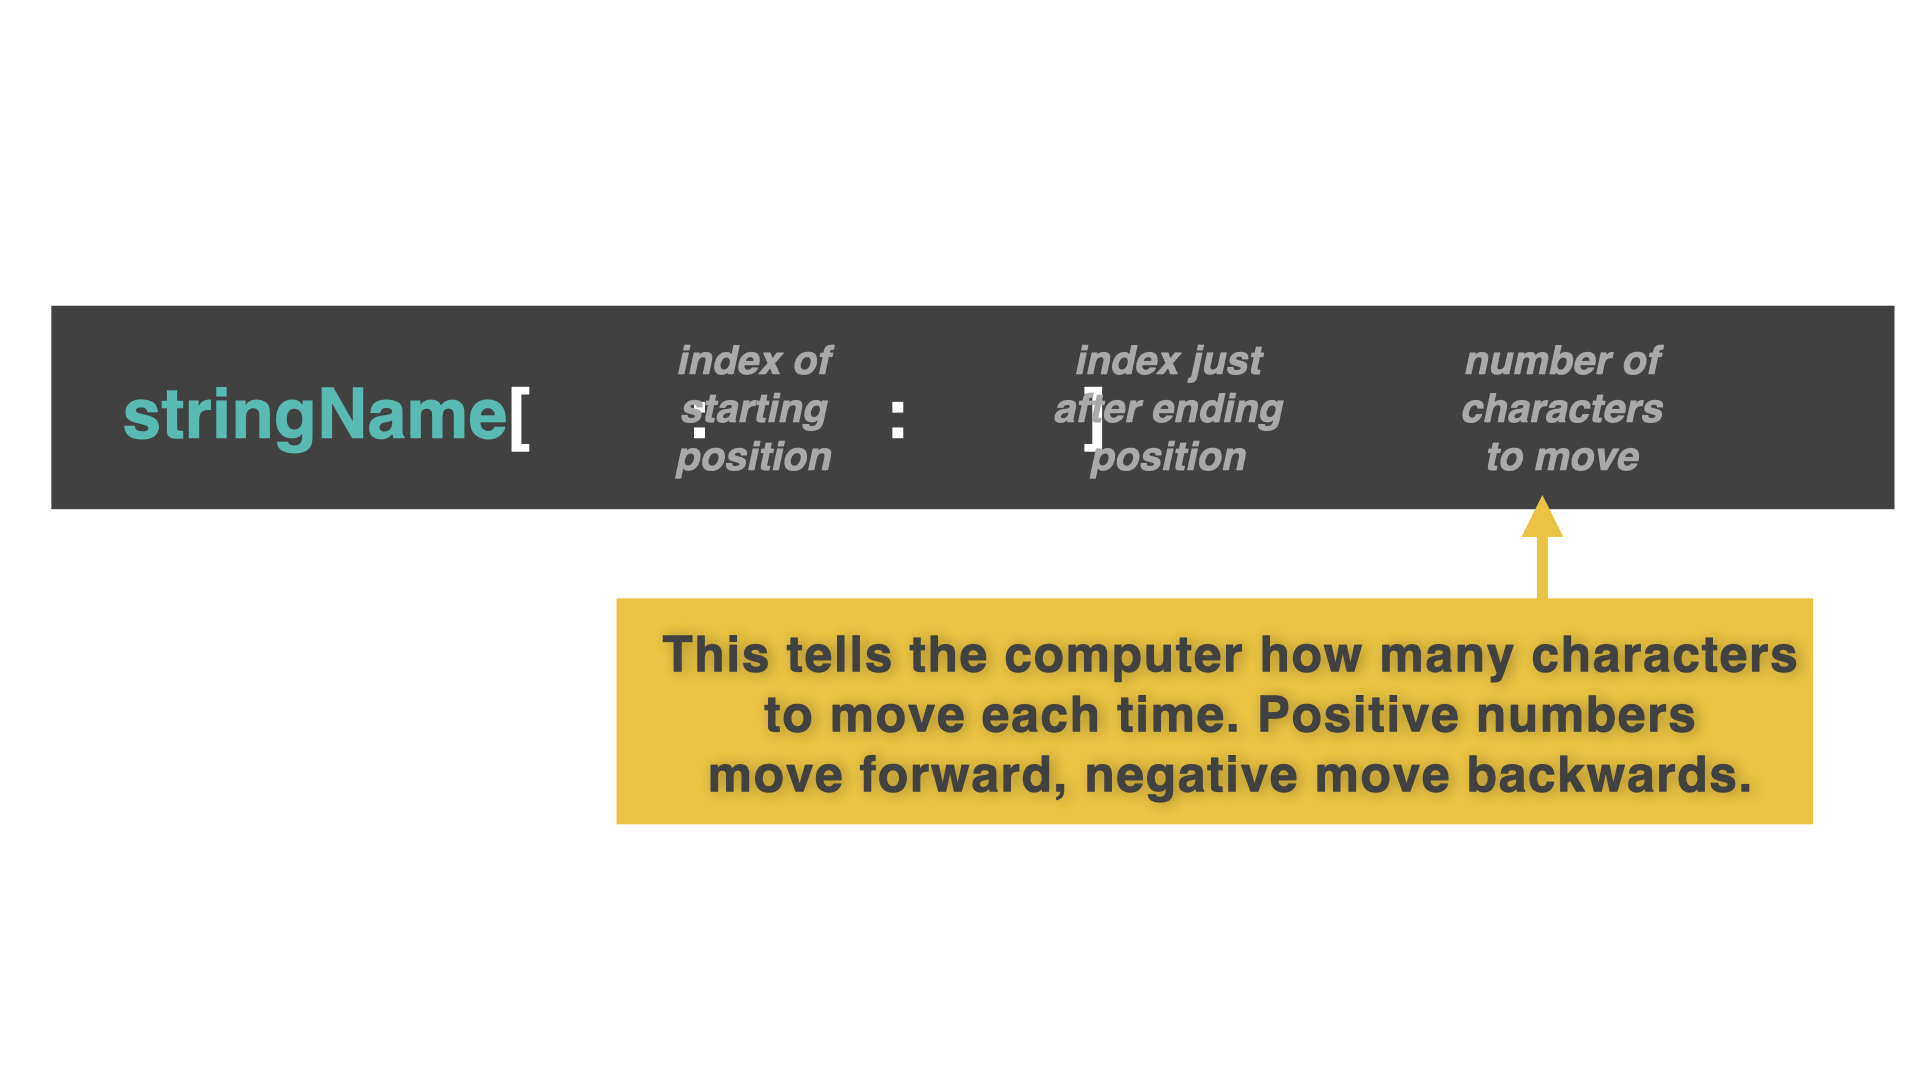 stringName[ : : ]
index of
starting
position
index just
after ending
position
number of
characters
to move
This tells the computer how many characters
to move each time. Positive numbers
move forward, negative move backwards.